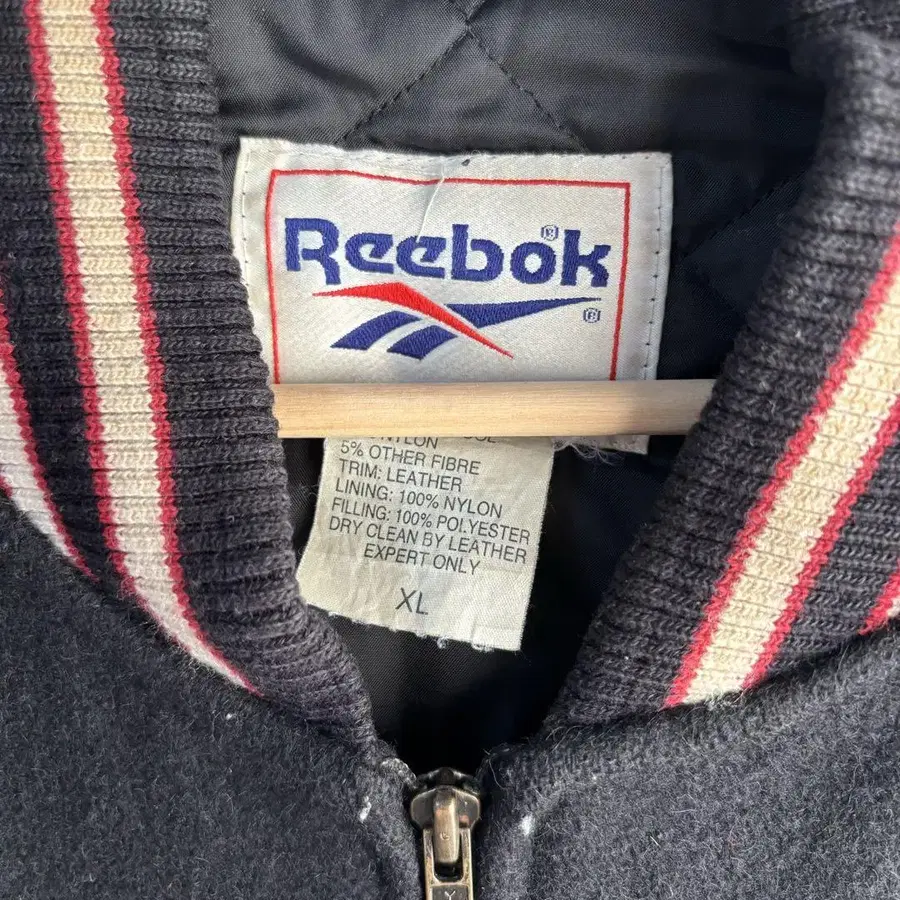 Reebok ®
®
NYLON
5% OTHER FIBRE
TRIM: LEATHER
LINING: 100% NYLON
FILLING: 100% POLYESTER
DRY CLEAN BY LEATHER
EXPERT ONLY
XL
Y